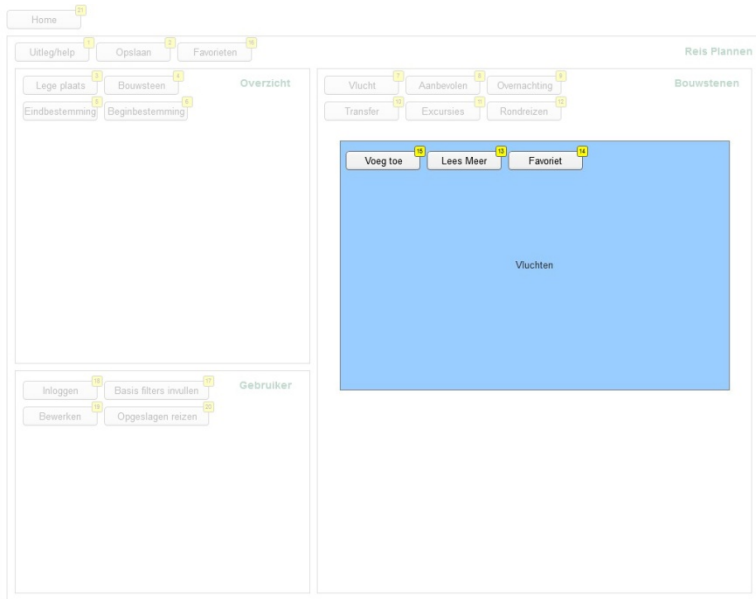 Home 21
Uitleg/help 1 Opslaan 2 Favorieten 16 Reis Plannen
Lege plaats 3 Bouwsteen 4 Overzicht
Eindbestemming 5 Beginbestemming 6
Vlucht 7 Aanbevolen 8 Overnachting 9 Bouwstenen
Transfer 10 Excursies 11 Rondreizen 12
Voeg toe 15 Lees Meer 13 Favoriet 14
Vluchten
Inloggen 18 Basis filters invullen 17 Gebruiker
Bewerken 19 Opgeslagen reizen 20